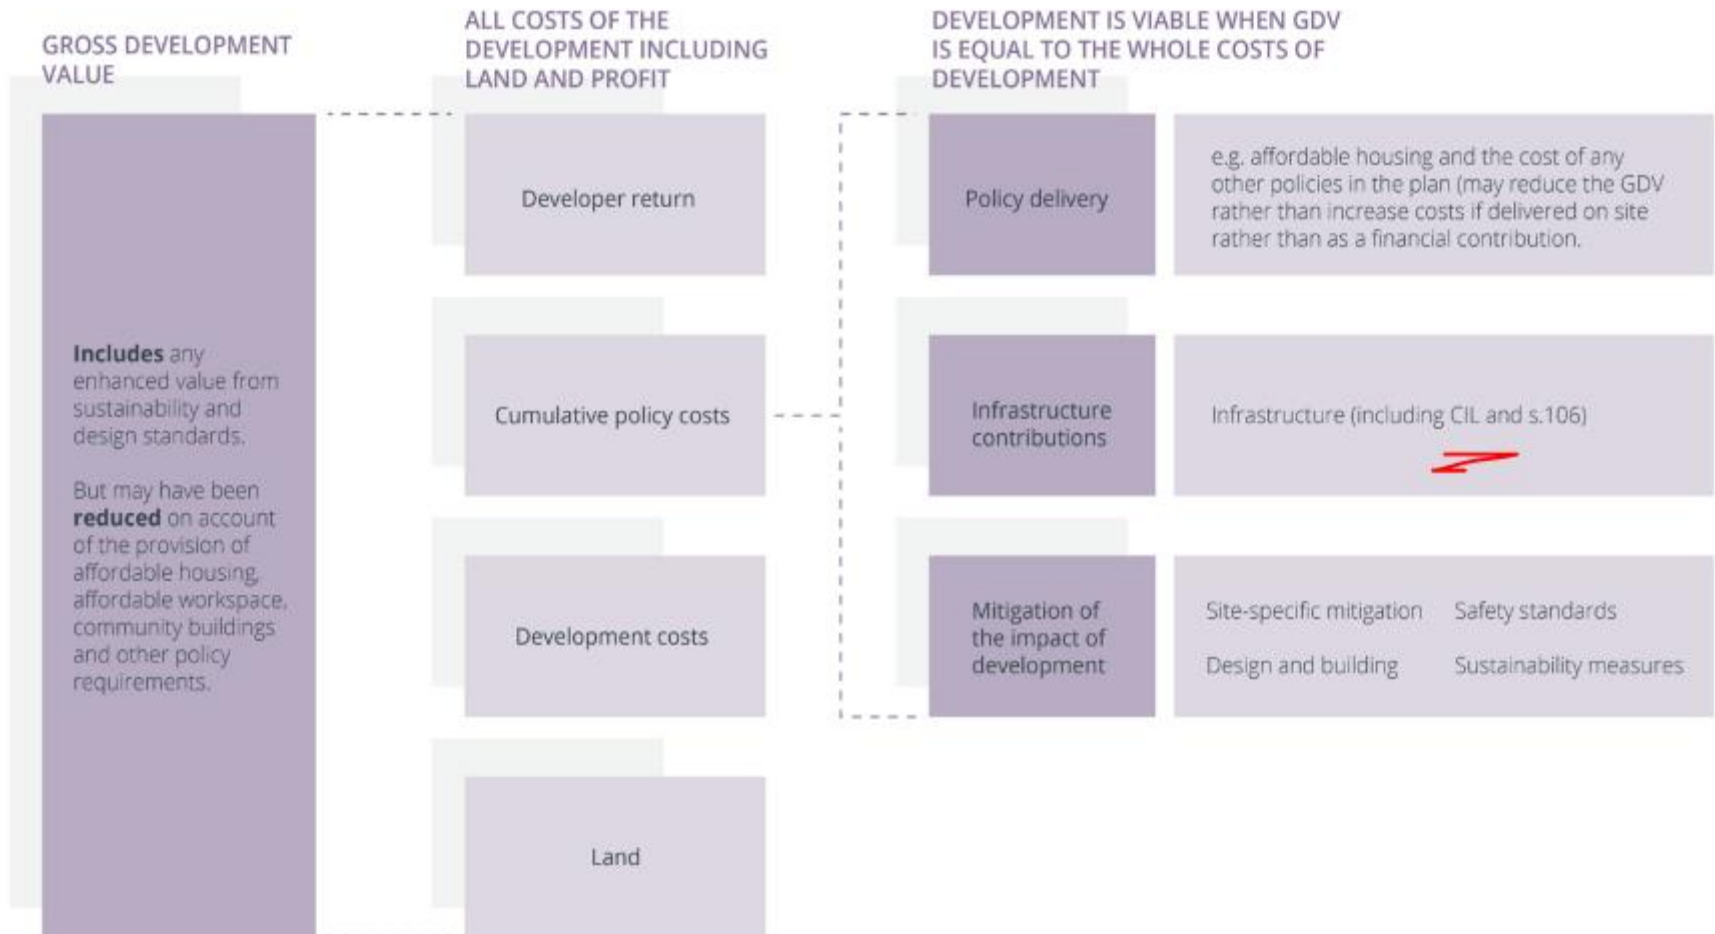 GROSS DEVELOPMENT
VALUE
Includes any
enhanced value from
sustainability and
design standards.
But may have been
reduced on account
of the provision of
affordable housing,
affordable workspace,
community buildings
and other policy
requirements.
ALL COSTS OF THE
DEVELOPMENT INCLUDING
LAND AND PROFIT
Developer return
Cumulative policy costs
Development costs
Land
DEVELOPMENT IS VIABLE WHEN GDV
IS EQUAL TO THE WHOLE COSTS OF
DEVELOPMENT
Policy delivery
e.g. affordable housing and the cost of any
other policies in the plan (may reduce the GDV
rather than increase costs if delivered on site
rather than as a financial contribution.
Infrastructure
contributions
Infrastructure (including CIL and s.106)
Mitigation of
the impact of
development
Site-specific mitigation Safety standards
Design and building Sustainability measures